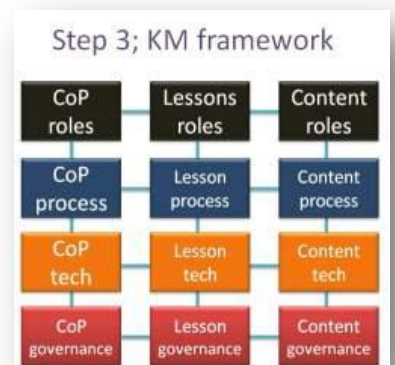 Step 3; KM framework
CoP roles
Lessons roles
Content roles
CoP process
Lesson process
Content process
CoP tech
Lesson tech
Content tech
CoP governance
Lesson governance
Content governance